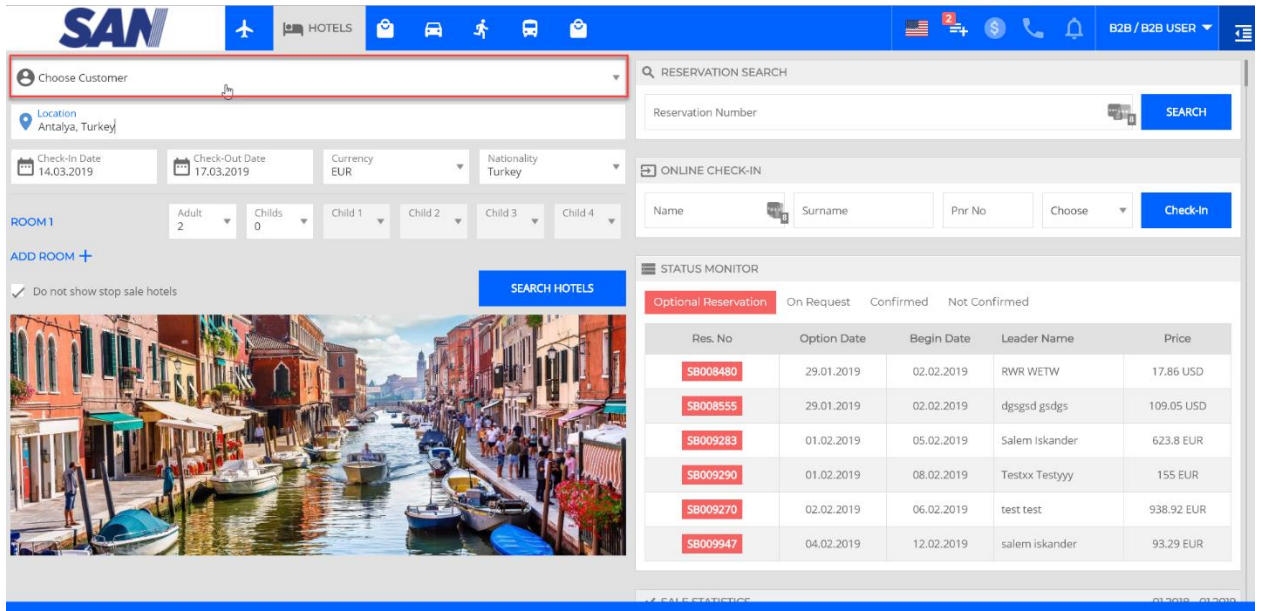 SAN
HOTELS
2
B2B / B2B USER
Choose Customer
Location
Antalya, Turkey
Check-In Date
14.03.2019
Check-Out Date
17.03.2019
Currency
EUR
Nationality
Turkey
ROOM 1
Adult
2
Childs
0
Child 1
Child 2
Child 3
Child 4
ADD ROOM +
Do not show stop sale hotels
SEARCH HOTELS
RESERVATION SEARCH
Reservation Number
8
SEARCH
ONLINE CHECK-IN
Name
8
Surname
Pnr No
Choose
Check-In
STATUS MONITOR
Optional Reservation On Request Confirmed Not Confirmed
Res. No Option Date Begin Date Leader Name Price
SB008480 29.01.2019 02.02.2019 RWR WETW 17.86 USD
SB008555 29.01.2019 02.02.2019 dgsgsd gsdgs 109.05 USD
SB009283 01.02.2019 05.02.2019 Salem Iskander 623.8 EUR
SB009290 01.02.2019 08.02.2019 Testxx Testyyy 155 EUR
SB009270 02.02.2019 06.02.2019 test test 938.92 EUR
SB009947 04.02.2019 12.02.2019 salem iskander 93.29 EUR
SALE STATISTICS 01.2018 - 01.2019